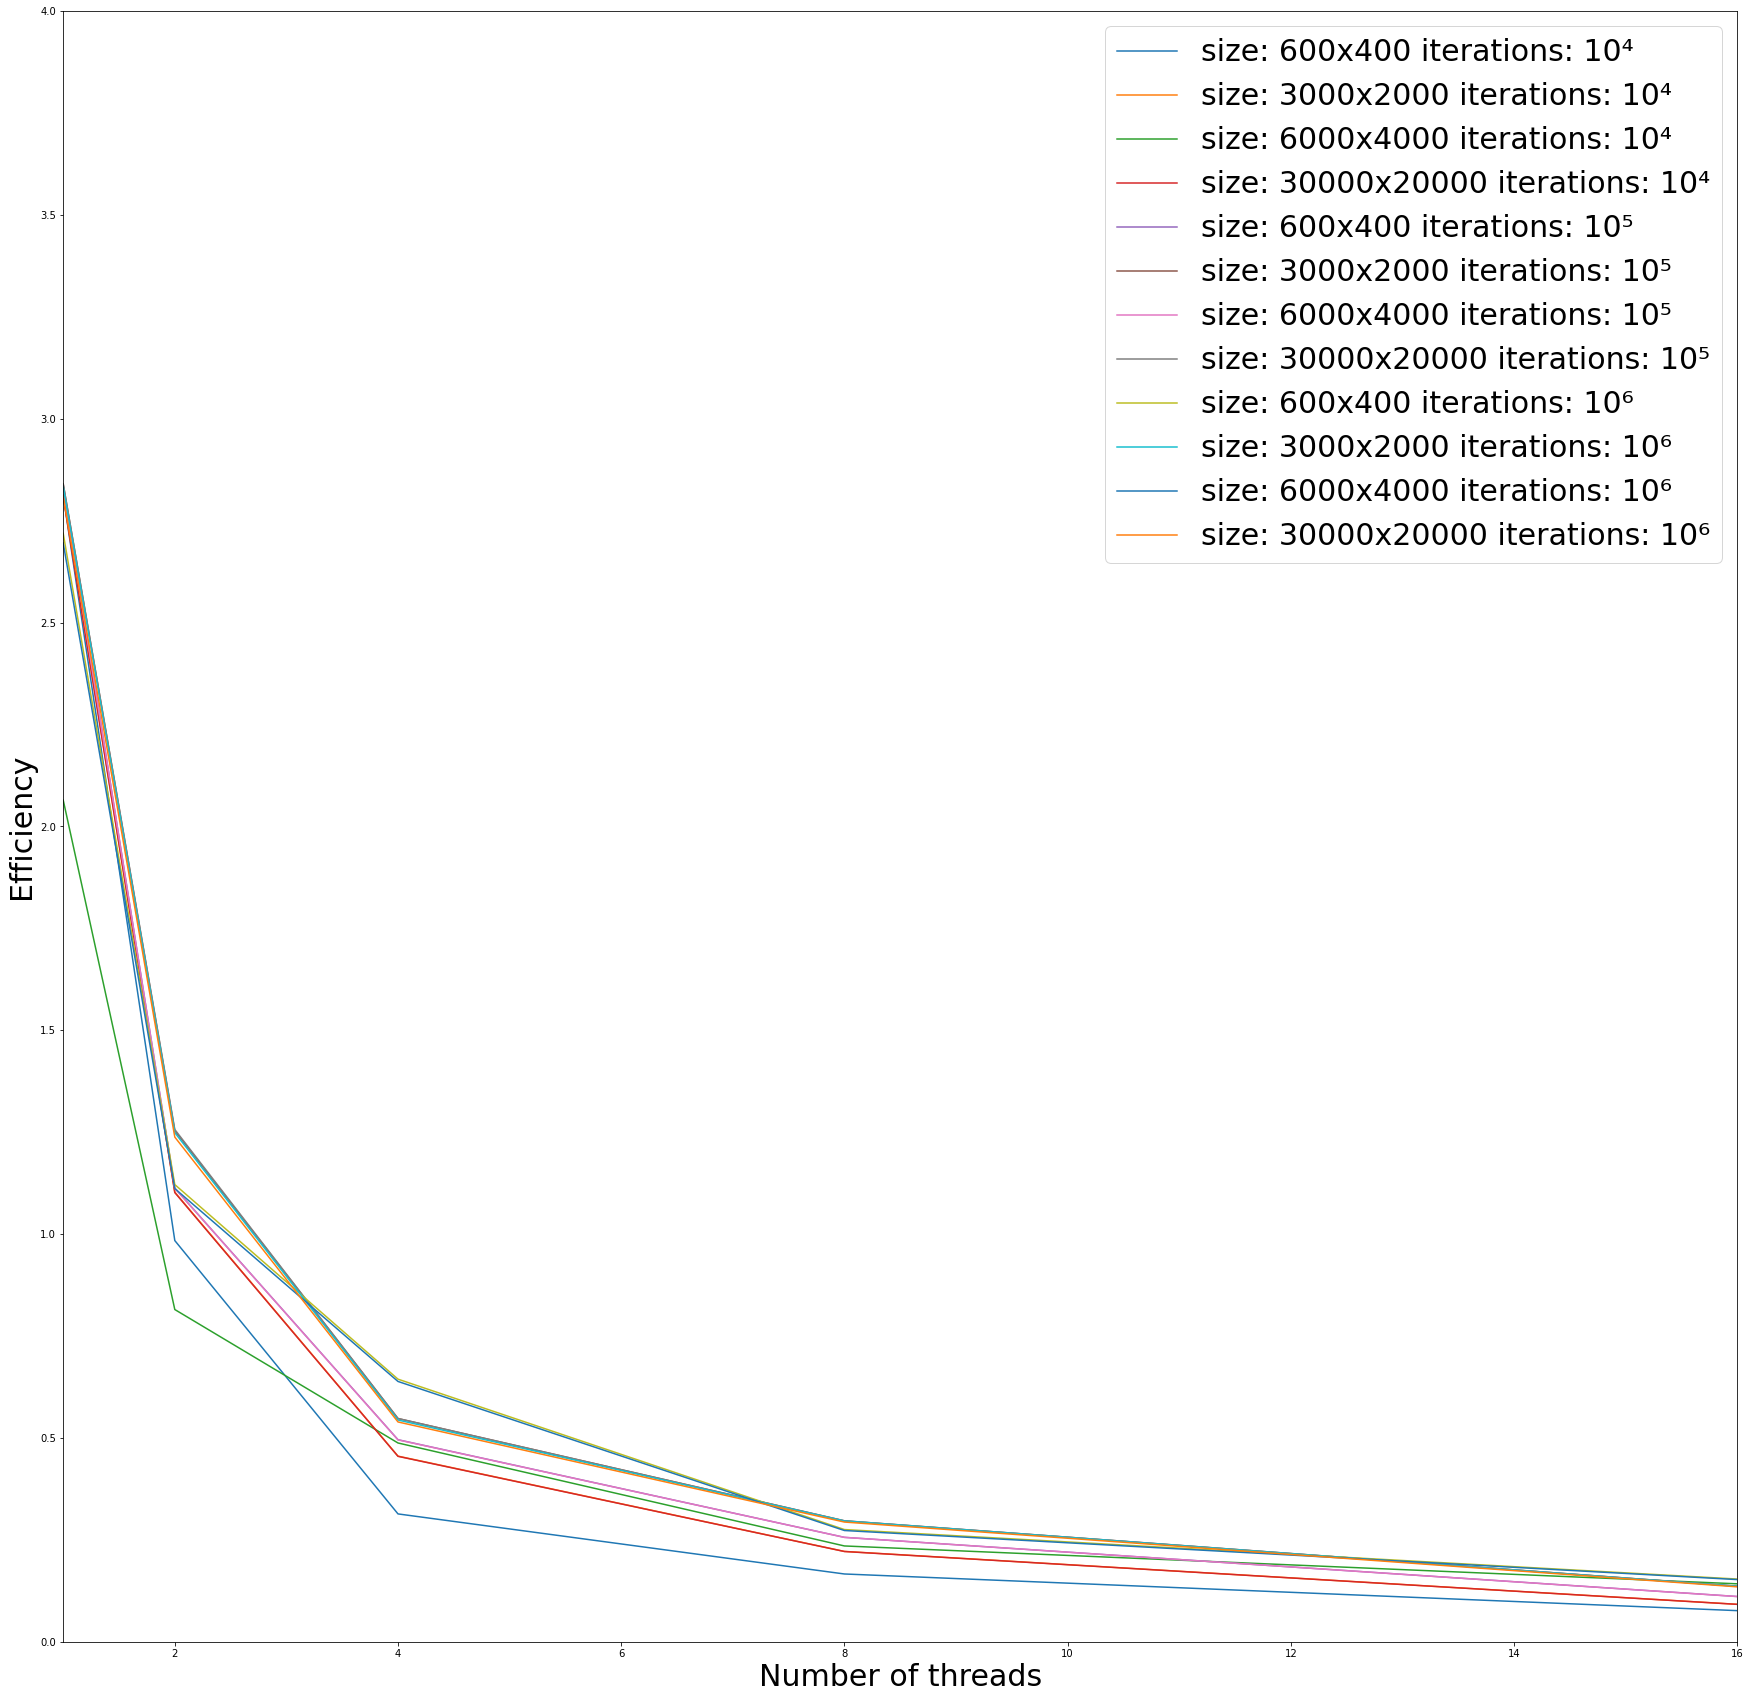 4.0
3.5
3.0
2.5
2.0
1.5
1.0
0.5
0.0
Efficiency
size: 600x400 iterations: 10⁴
size: 3000x2000 iterations: 10⁴
size: 6000x4000 iterations: 10⁴
size: 30000x20000 iterations: 10⁴
size: 600x400 iterations: 10⁵
size: 3000x2000 iterations: 10⁵
size: 6000x4000 iterations: 10⁵
size: 30000x20000 iterations: 10⁵
size: 600x400 iterations: 10⁶
size: 3000x2000 iterations: 10⁶
size: 6000x4000 iterations: 10⁶
size: 30000x20000 iterations: 10⁶
2 4 6 8 10 12 14 16
Number of threads